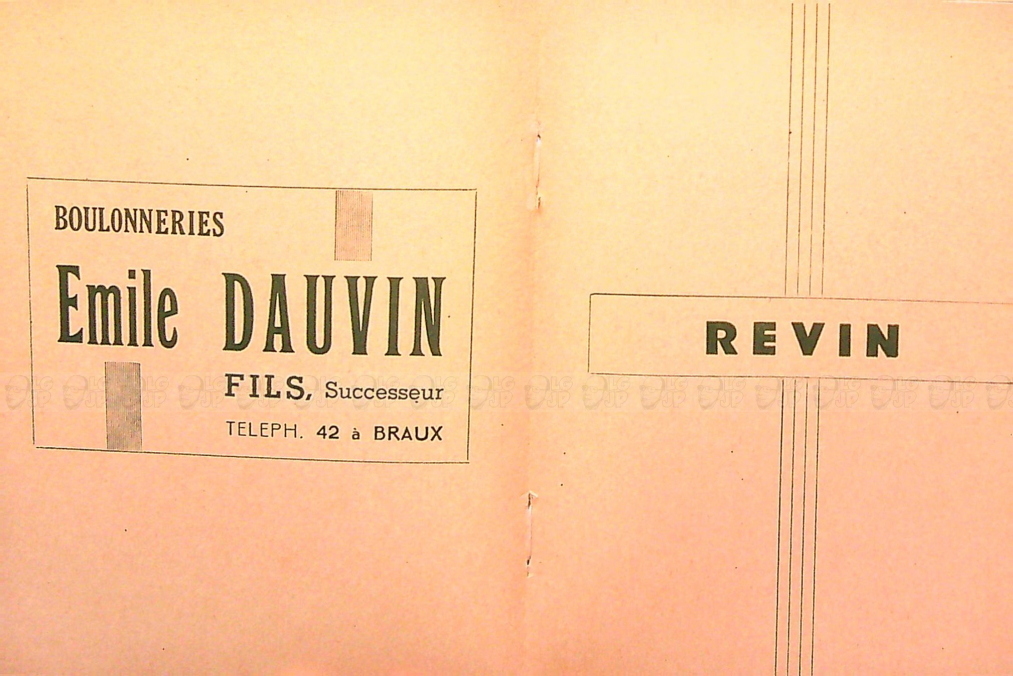 BOULONNERIES
Emile DAUVIN
FILS, Successeur
TELEPH. 42 à BRAUX
REVIN